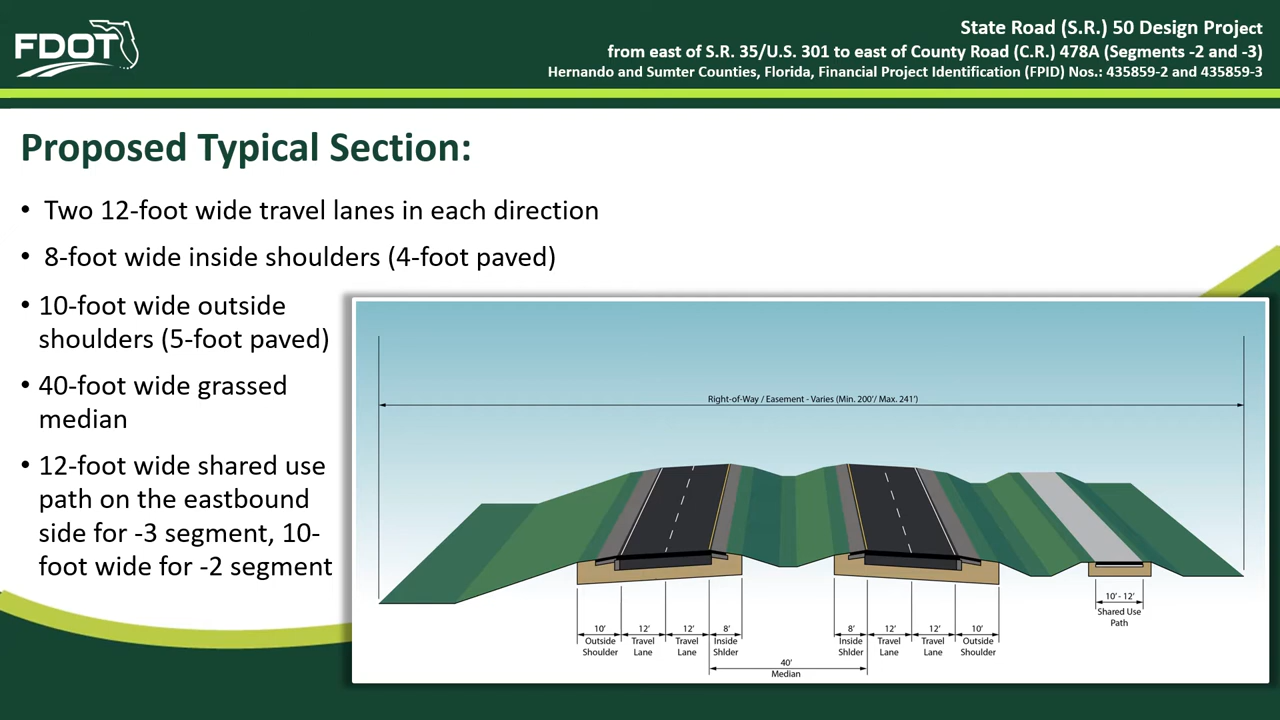 FDOT
State Road (S.R.) 50 Design Project
from east of S.R. 35/U.S. 301 to east of County Road (C.R.) 478A (Segments -2 and -3)
Hernando and Sumter Counties, Florida, Financial Project Identification (FPID) Nos.: 435859-2 and 435859-3
Proposed Typical Section:
• Two 12-foot wide travel lanes in each direction
• 8-foot wide inside shoulders (4-foot paved)
• 10-foot wide outside
shoulders (5-foot paved)
• 40-foot wide grassed
median
• 12-foot wide shared use
path on the eastbound
side for -3 segment, 10-
foot wide for -2 segment
Right-of-Way / Easement - Varies (Min. 200'/ Max. 241')
10' - 12'
Shared Use
Path
10' 12' 12' 8' 8' 12' 12' 10'
Outside Travel Travel Inside Inside Travel Travel Outside
Shoulder Lane Lane Shlder Shlder Lane Lane Shoulder
40'
Median